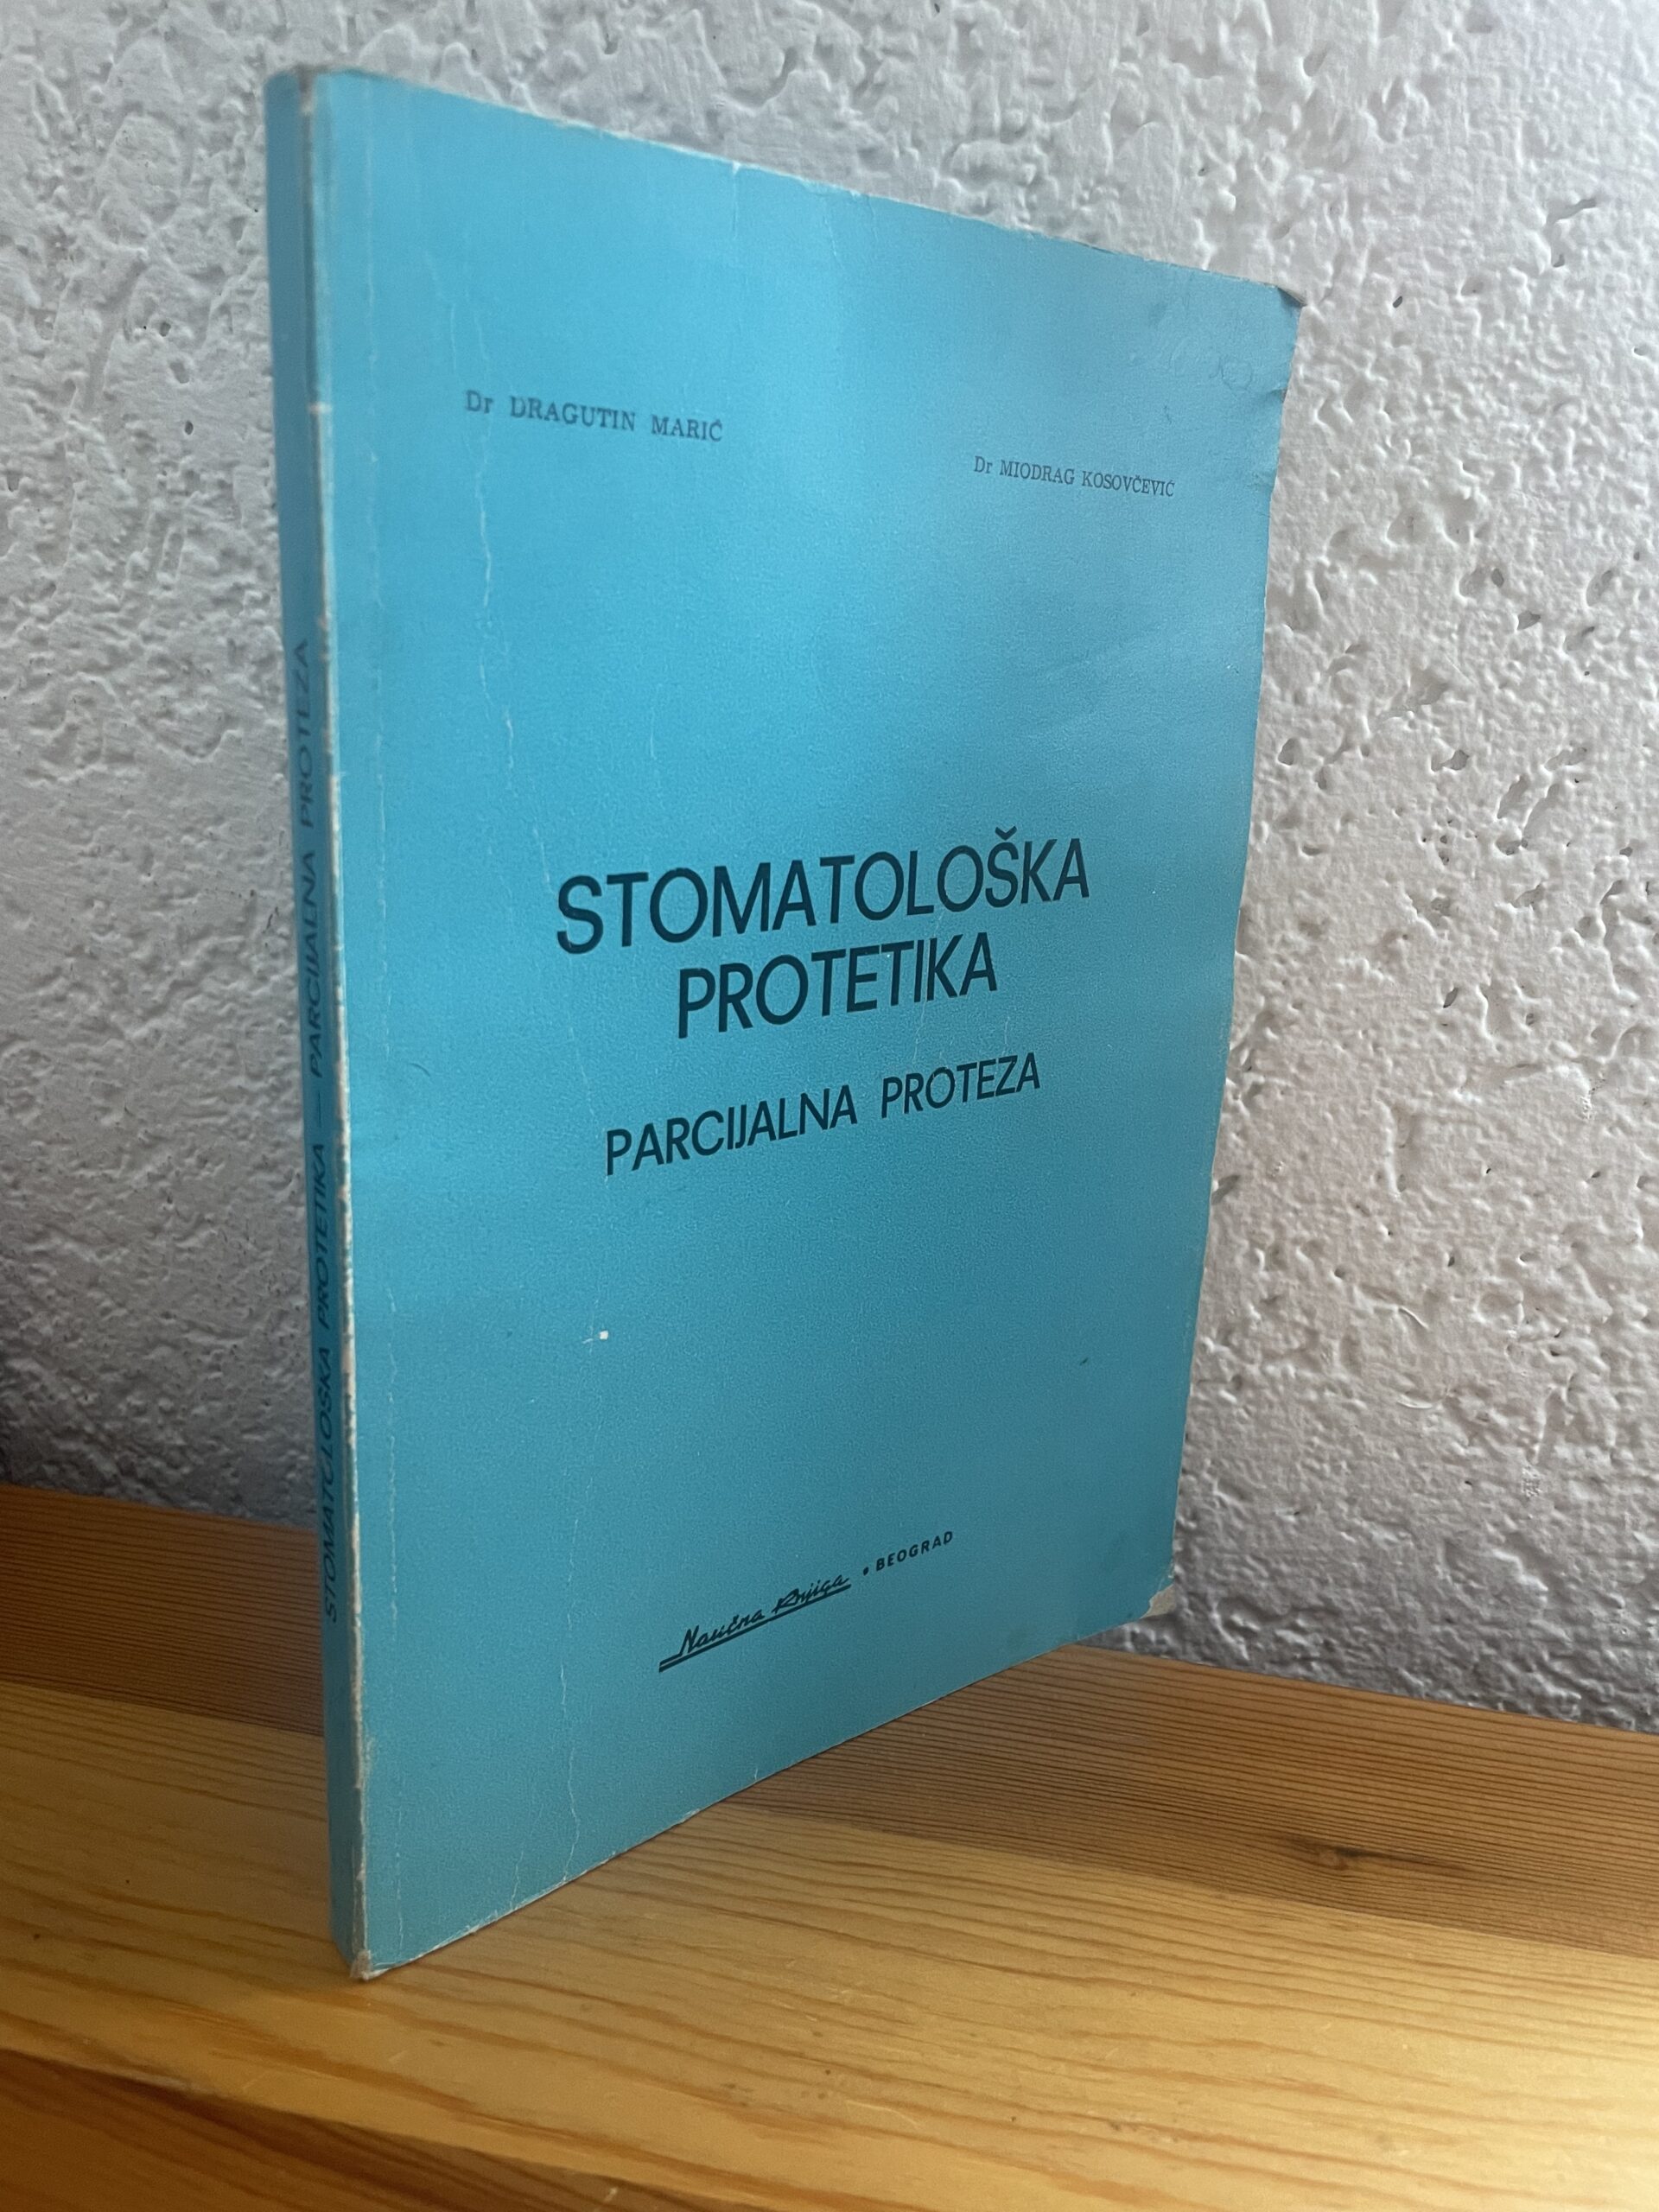 Dr DRAGUTIN MARIĆ
Dr MIODRAG KOSOVČEVIĆ
STOMATOLOŠKA
PROTETIKA
PARCIJALNA PROTEZA
Naučna Knjiga • BEOGRAD
STOMATOLOŠKA PROTETIKA — PARCIJALNA PROTEZA